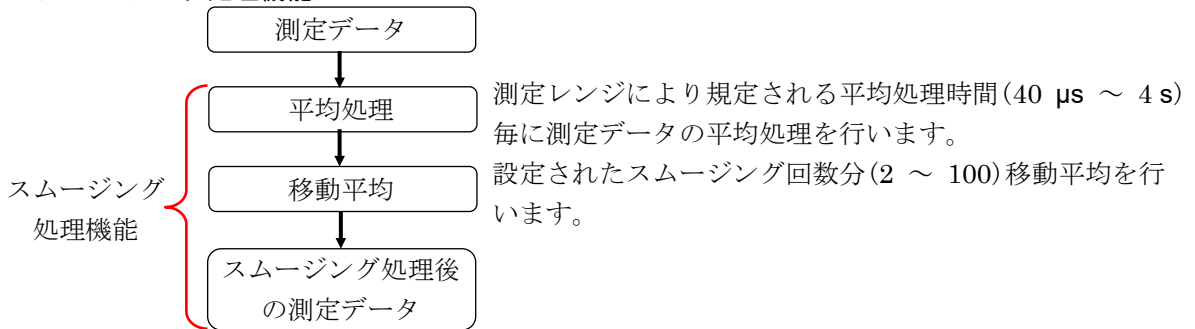 測定データ
平均処理
測定レンジにより規定される平均処理時間(40 µs ～ 4 s)
毎に測定データの平均処理を行います。
移動平均
設定されたスムージング回数分(2 ～ 100)移動平均を行
います。
スムージング
処理機能
スムージング処理後
の測定データ